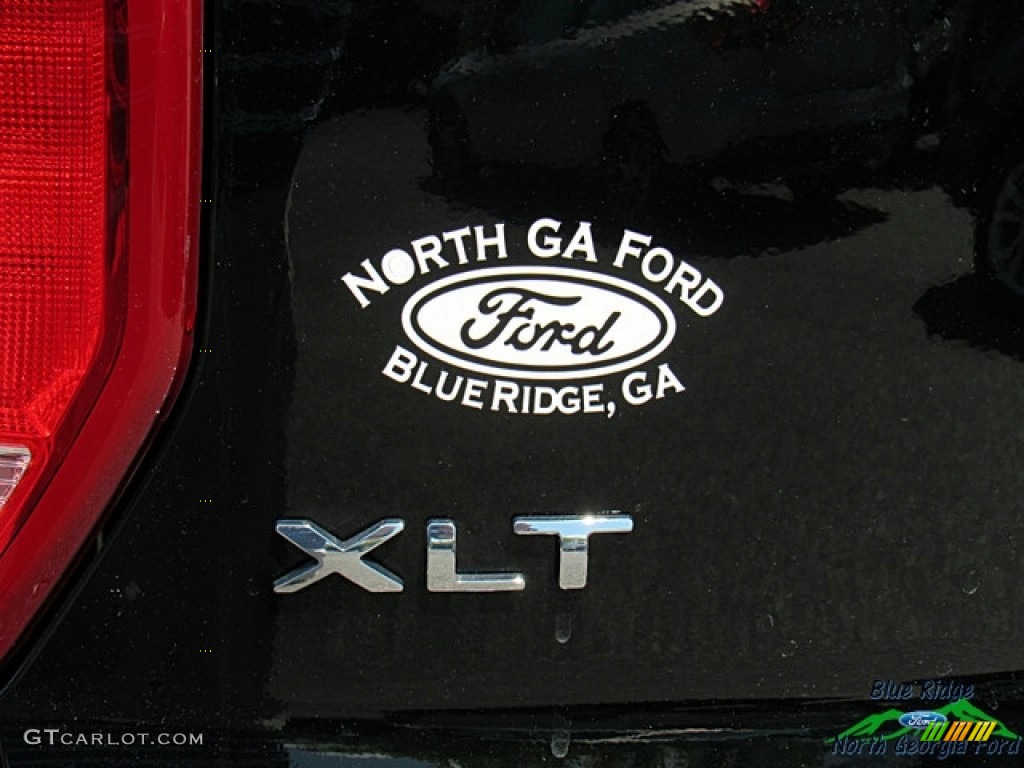 NORTH GA FORD
Ford
BLUE RIDGE, GA
XLT
GTCARLOT.COM
Blue Ridge
Ford
North Georgia Ford